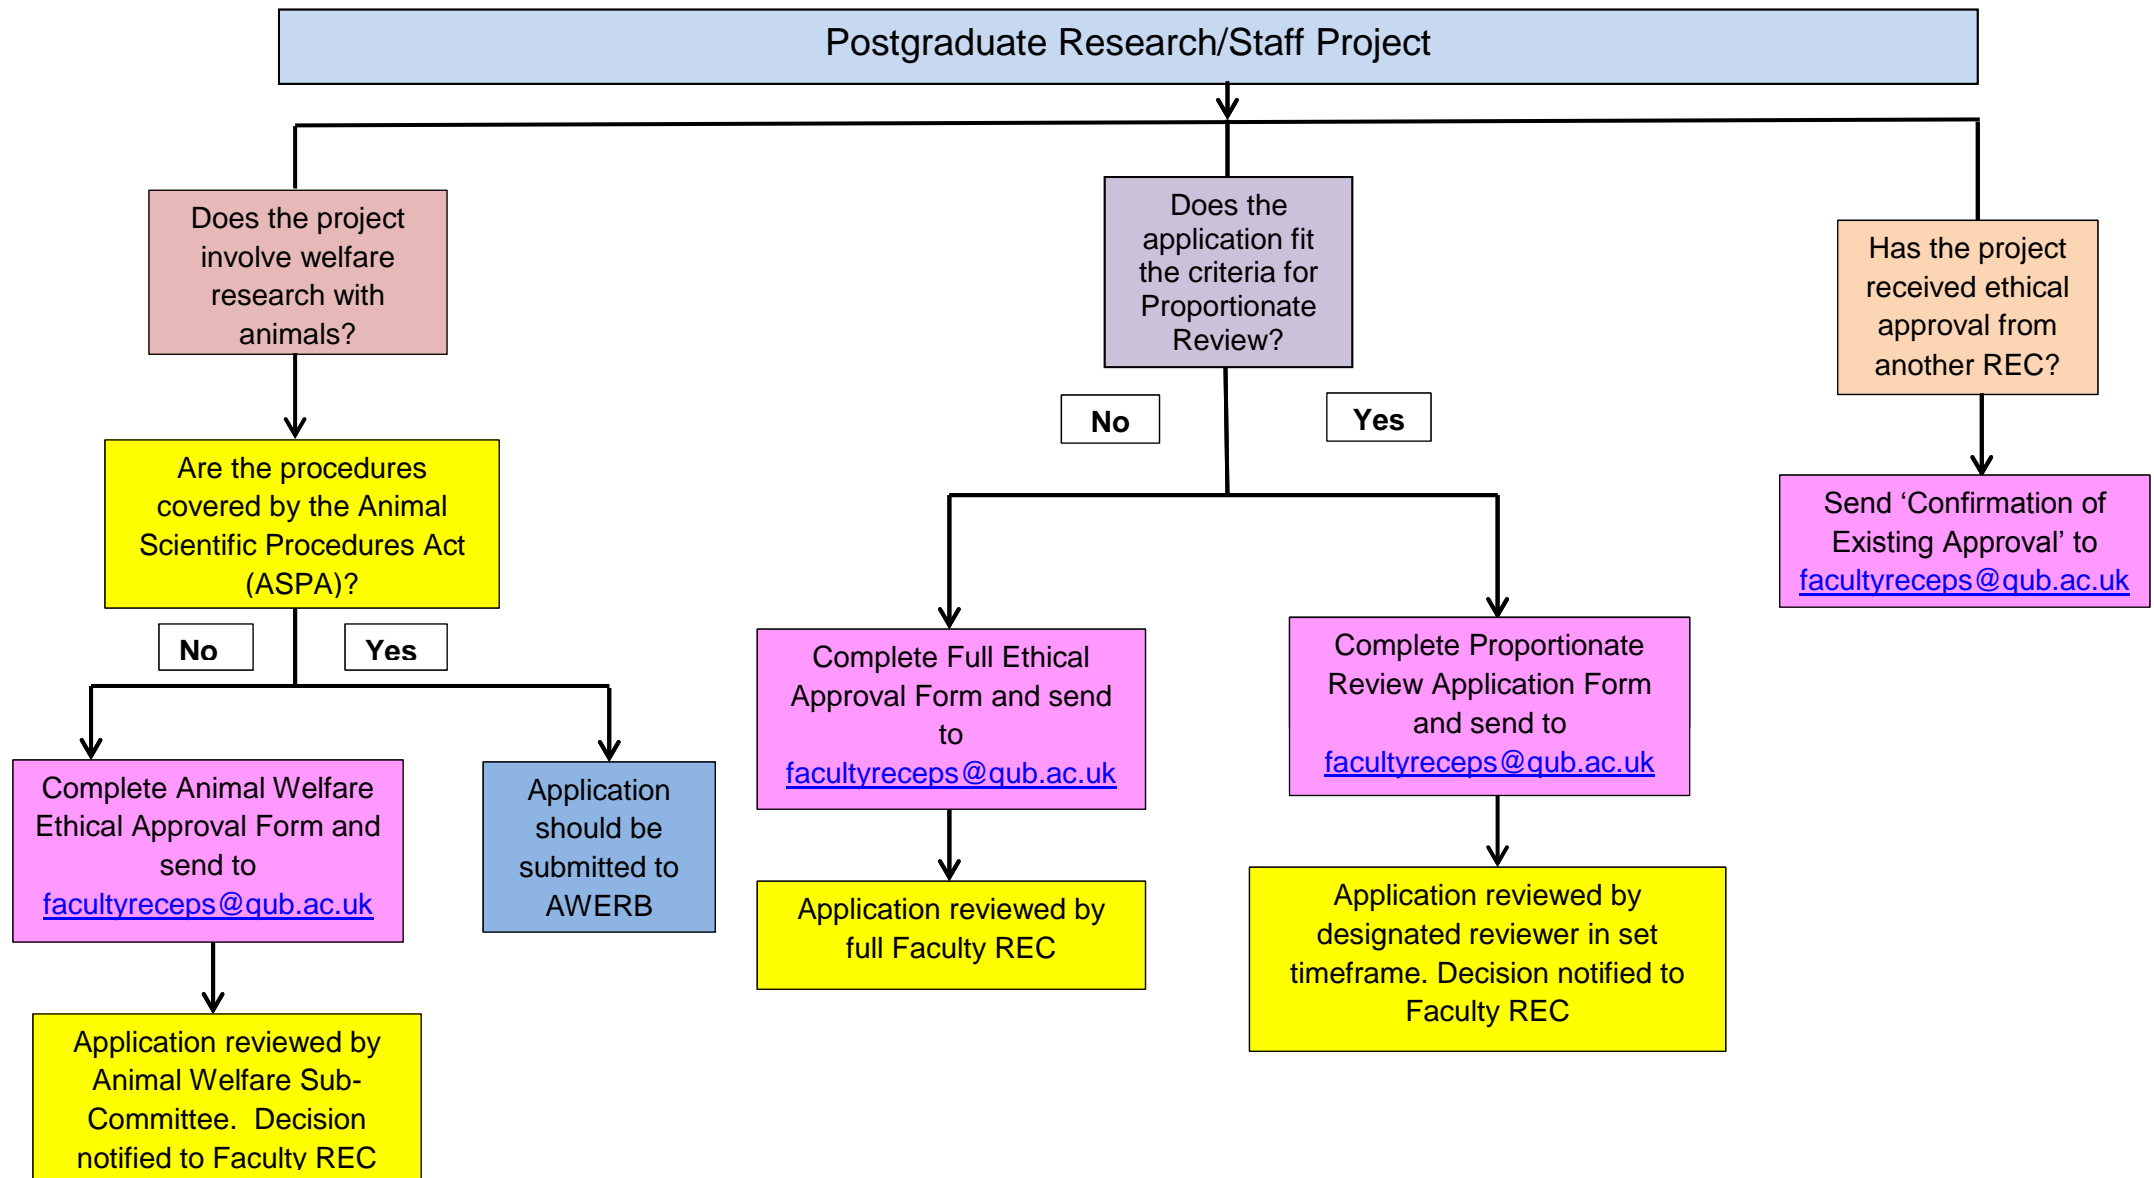 Postgraduate Research/Staff Project
Does the project
involve welfare
research with
animals?
Are the procedures
covered by the Animal
Scientific Procedures Act
(ASPA)?
No
Yes
Complete Animal Welfare
Ethical Approval Form and
send to
facultyreceps@qub.ac.uk
Application reviewed by
Animal Welfare Sub-
Committee.  Decision
notified to Faculty REC
Application
should be
submitted to
AWERB
Does the
application fit
the criteria for
Proportionate
Review?
No
Yes
Complete Full Ethical
Approval Form and send
to
facultyreceps@qub.ac.uk
Application reviewed by
full Faculty REC
Complete Proportionate
Review Application Form
and send to
facultyreceps@qub.ac.uk
Application reviewed by
designated reviewer in set
timeframe. Decision notified to
Faculty REC
Has the project
received ethical
approval from
another REC?
Send ‘Confirmation of
Existing Approval’ to
facultyreceps@qub.ac.uk